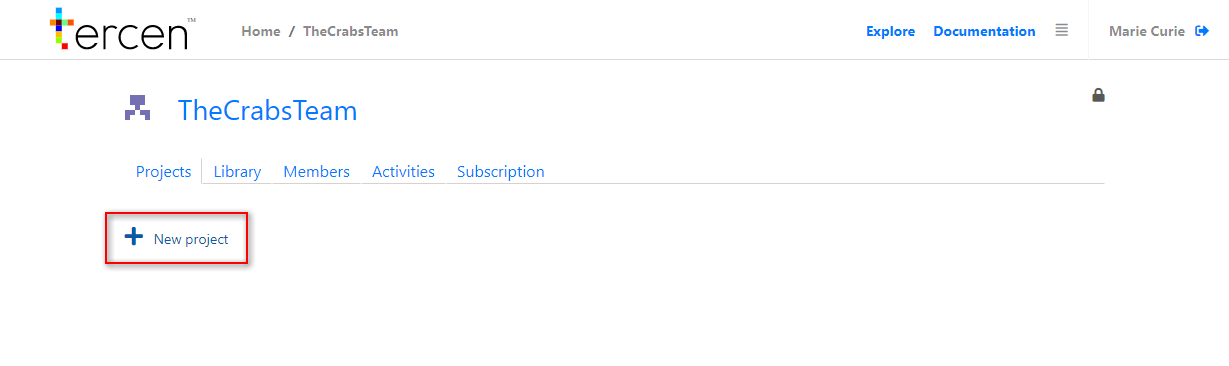 tercen™
Home / TheCrabsTeam
Explore Documentation
Marie Curie
TheCrabsTeam
Projects Library Members Activities Subscription
New project